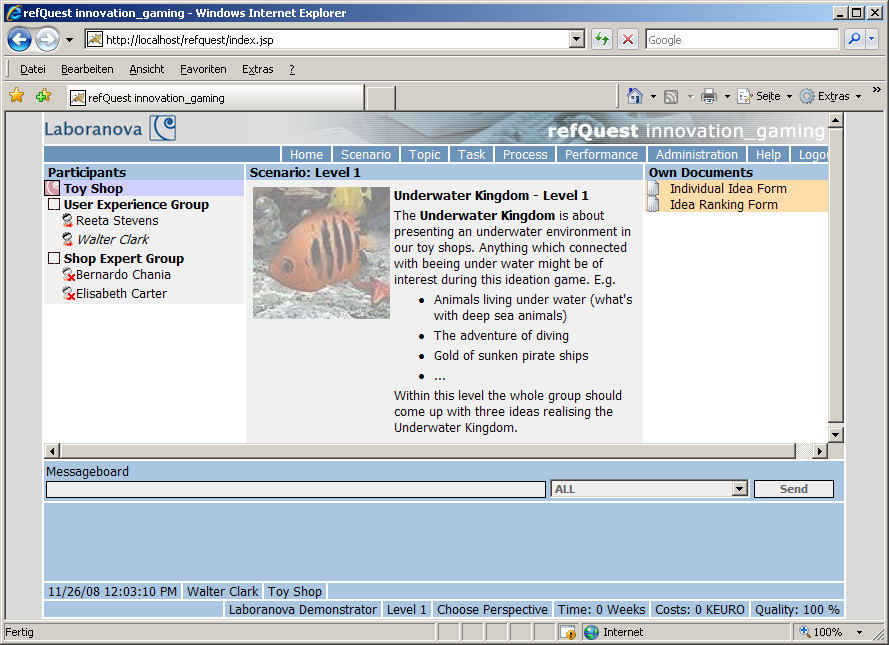 refQuest innovation_gaming - Windows Internet Explorer
http://localhost/refquest/index.jsp
Google
Datei Bearbeiten Ansicht Favoriten Extras ?
refQuest innovation_gaming
Seite Extras »
Laboranova
refQuest innovation_gaming
Home Scenario Topic Task Process Performance Administration Help Logou
Participants
Toy Shop
User Experience Group
Reeta Stevens
Walter Clark
Shop Expert Group
Bernardo Chania
Elisabeth Carter
Scenario: Level 1
Underwater Kingdom - Level 1
The Underwater Kingdom is about
presenting an underwater environment in
our toy shops. Anything which connected
with beeing under water might be of
interest during this ideation game. E.g.
• Animals living under water (what's
with deep sea animals)
• The adventure of diving
• Gold of sunken pirate ships
• ...
Within this level the whole group should
come up with three ideas realising the
Underwater Kingdom.
Own Documents
Individual Idea Form
Idea Ranking Form
Messageboard
ALL Send
11/26/08 12:03:10 PM Walter Clark Toy Shop
Laboranova Demonstrator Level 1 Choose Perspective Time: 0 Weeks Costs: 0 KEURO Quality: 100 %
Fertig Internet 100%